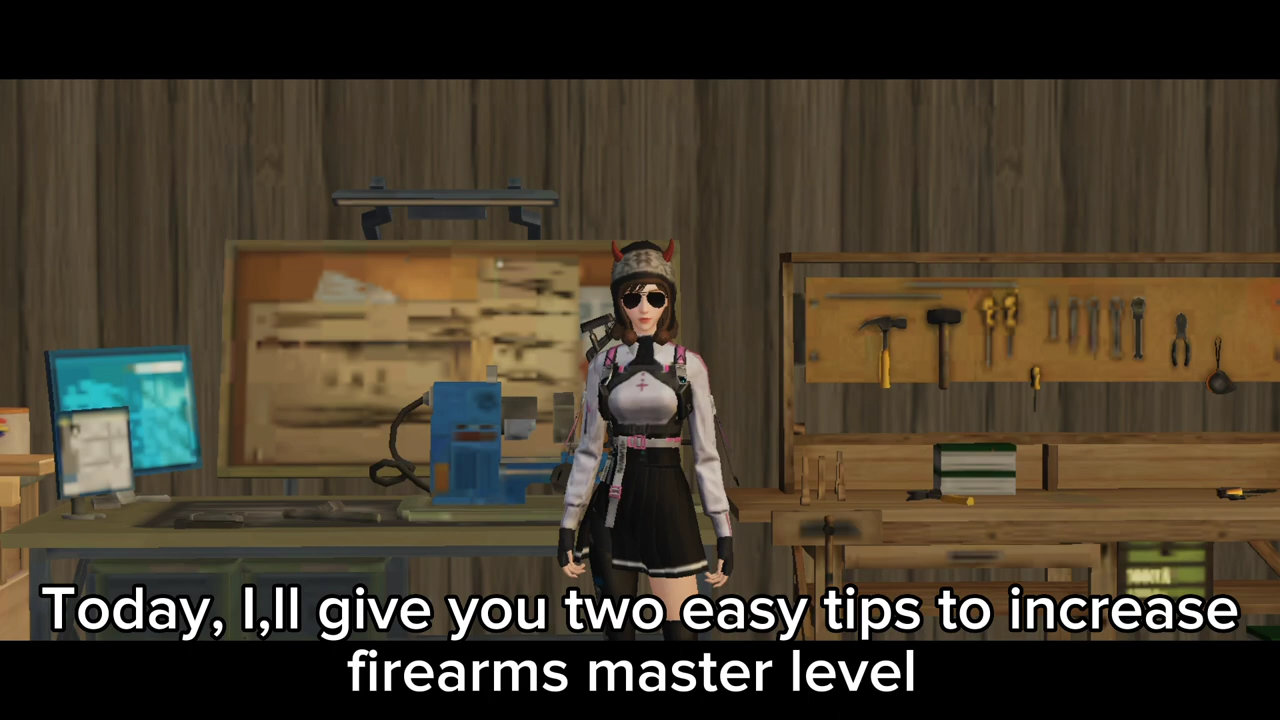 Today, I,ll give you two easy tips to increase
firearms master level